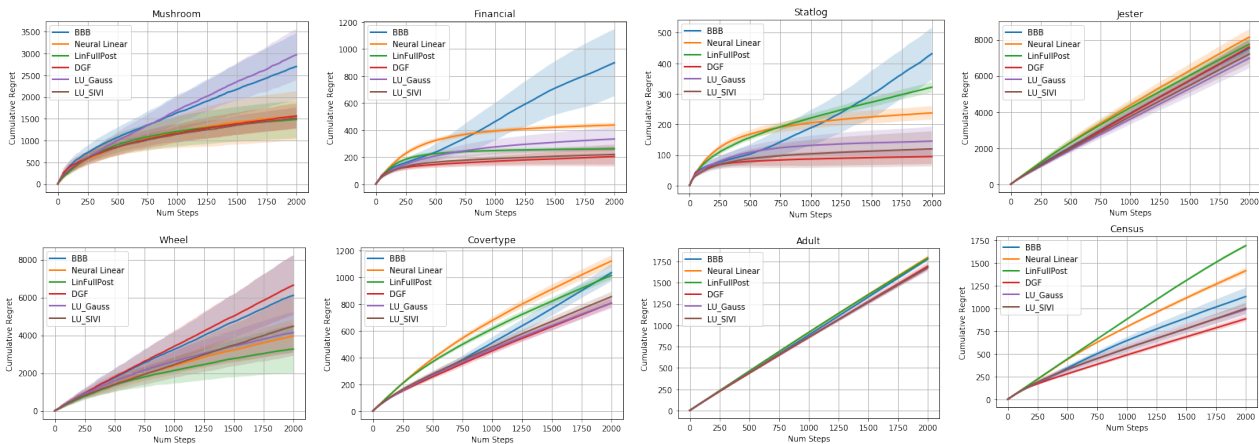 Mushroom
Cumulative Regret
3500
3000
2500
2000
1500
1000
500
0
BBB
Neural Linear
LinFullPost
DGF
LU_Gauss
LU_SIVI
0 250 500 750 1000 1250 1500 1750 2000
Num Steps
Financial
Cumulative Regret
1200
1000
800
600
400
200
0
BBB
Neural Linear
LinFullPost
DGF
LU_Gauss
LU_SIVI
0 250 500 750 1000 1250 1500 1750 2000
Num Steps
Statlog
Cumulative Regret
500
400
300
200
100
0
BBB
Neural Linear
LinFullPost
DGF
LU_Gauss
LU_SIVI
0 250 500 750 1000 1250 1500 1750 2000
Num Steps
Jester
Cumulative Regret
8000
6000
4000
2000
0
BBB
Neural Linear
LinFullPost
DGF
LU_Gauss
LU_SIVI
0 250 500 750 1000 1250 1500 1750 2000
Num Steps
Wheel
Cumulative Regret
6000
4000
2000
0
BBB
Neural Linear
LinFullPost
DGF
LU_Gauss
LU_SIVI
0 250 500 750 1000 1250 1500 1750 2000
Num Steps
Covertype
Cumulative Regret
1200
1000
800
600
400
200
0
BBB
Neural Linear
LinFullPost
DGF
LU_Gauss
LU_SIVI
0 250 500 750 1000 1250 1500 1750 2000
Num Steps
Adult
Cumulative Regret
1750
1500
1250
1000
750
500
250
0
BBB
Neural Linear
LinFullPost
DGF
LU_Gauss
LU_SIVI
0 250 500 750 1000 1250 1500 1750 2000
Num Steps
Census
Cumulative Regret
1750
1500
1250
1000
750
500
250
0
BBB
Neural Linear
LinFullPost
DGF
LU_Gauss
LU_SIVI
0 250 500 750 1000 1250 1500 1750 2000
Num Steps